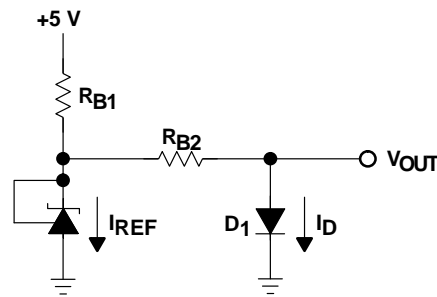 +5 V
RB1
RB2
VOUT
IREF
D1
ID